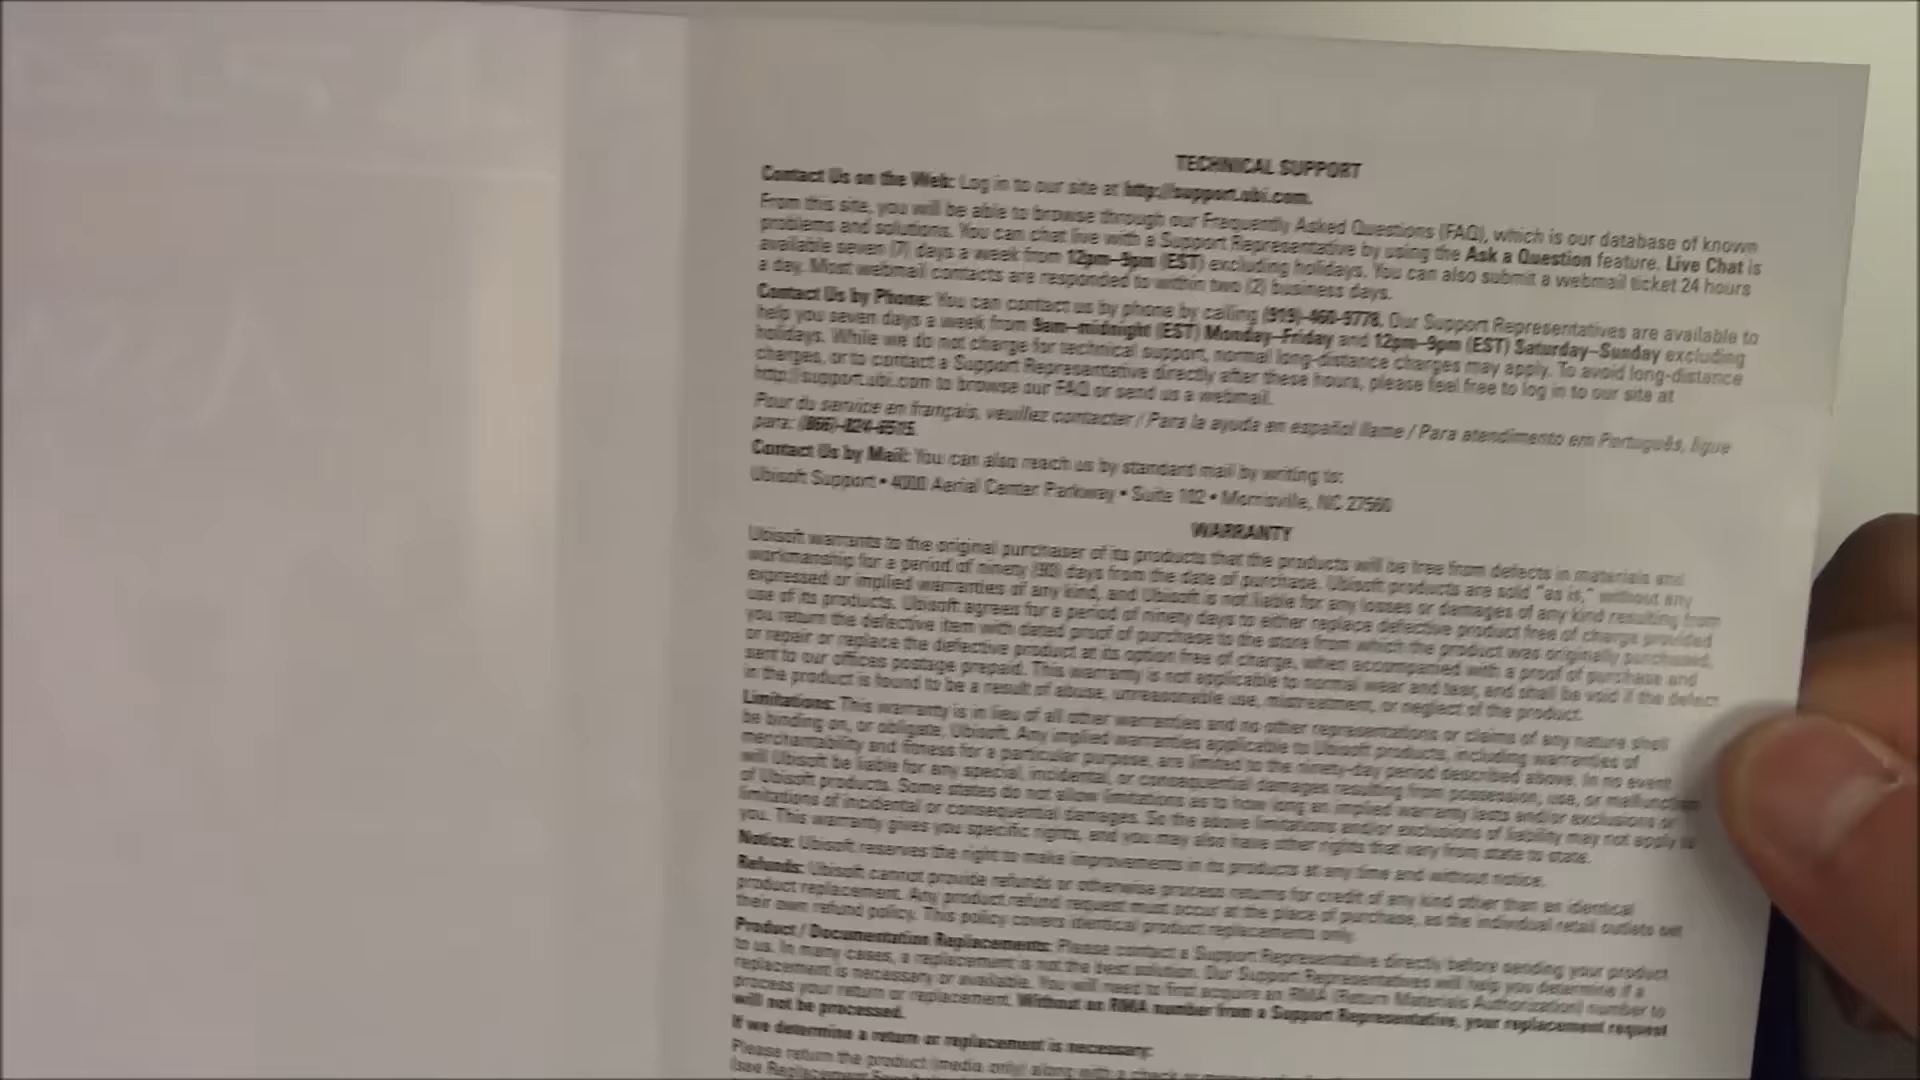 TECHNICAL SUPPORT
Contact Us on the Web: Log in to our site at http://support.ubi.com.
From this site, you will be able to browse through our Frequently Asked Questions (FAQ), which is our database of known
problems and solutions. You can chat live with a Support Representative by using the Ask a Question feature. Live Chat is
available seven (7) days a week from 12pm–9pm (EST) excluding holidays. You can also submit a webmail ticket 24 hours
a day. Most webmail contacts are responded to within two (2) business days.
Contact Us by Phone: You can contact us by phone by calling (919)-460-9778. Our Support Representatives are available to
help you seven days a week from 9am–midnight (EST) Monday–Friday and 12pm–9pm (EST) Saturday–Sunday excluding
holidays. While we do not charge for technical support, normal long-distance charges may apply. To avoid long-distance
charges, or to contact a Support Representative directly after these hours, please feel free to log in to our site at
http://support.ubi.com to browse our FAQ or send us a webmail.
Pour du service en français, veuillez contacter / Para la ayuda en español llame / Para atendimento em Português, ligue
para: (866)-824-6515.
Contact Us by Mail: You can also reach us by standard mail by writing to:
Ubisoft Support • 4000 Aerial Center Parkway • Suite 102 • Morrisville, NC 27560
WARRANTY
Ubisoft warrants to the original purchaser of its products that the products will be free from defects in materials and
workmanship for a period of ninety (90) days from the date of purchase. Ubisoft products are sold "as is," without any
expressed or implied warranties of any kind, and Ubisoft is not liable for any losses or damages of any kind resulting from
use of its products. Ubisoft agrees for a period of ninety days to either replace defective product free of charge provided
you return the defective item with dated proof of purchase to the store from which the product was originally purchased,
or repair or replace the defective product at its option free of charge, when accompanied with a proof of purchase and
sent to our offices postage prepaid. This warranty is not applicable to normal wear and tear, and shall be void if the defect
in the product is found to be a result of abuse, unreasonable use, mistreatment, or neglect of the product.
Limitations: This warranty is in lieu of all other warranties and no other representations or claims of any nature shall
be binding on, or obligate, Ubisoft. Any implied warranties applicable to Ubisoft products, including warranties of
merchantability and fitness for a particular purpose, are limited to the ninety-day period described above. In no event
will Ubisoft be liable for any special, incidental, or consequential damages resulting from possession, use, or malfunction
of Ubisoft products. Some states do not allow limitations as to how long an implied warranty lasts and/or exclusions or
limitations of incidental or consequential damages. So the above limitations and/or exclusions of liability may not apply to
you. This warranty gives you specific rights, and you may also have other rights that vary from state to state.
Notice: Ubisoft reserves the right to make improvements in its products at any time and without notice.
Refunds: Ubisoft cannot provide refunds or otherwise process returns for credit of any kind other than an identical
product replacement. Any product refund request must occur at the place of purchase, as the individual retail outlets set
their own refund policy. This policy covers identical product replacements only.
Product / Documentation Replacements: Please contact a Support Representative directly before sending your product
to us. In many cases, a replacement is not the best solution. Our Support Representatives will help you determine if a
replacement is necessary or available. You will need to first acquire an RMA (Return Materials Authorization) number to
process your return or replacement. Without an RMA number from a Support Representative, your replacement request
will not be processed.
If we determine a return or replacement is necessary:
Please return the product (media only) along with a check or
(see Replacement